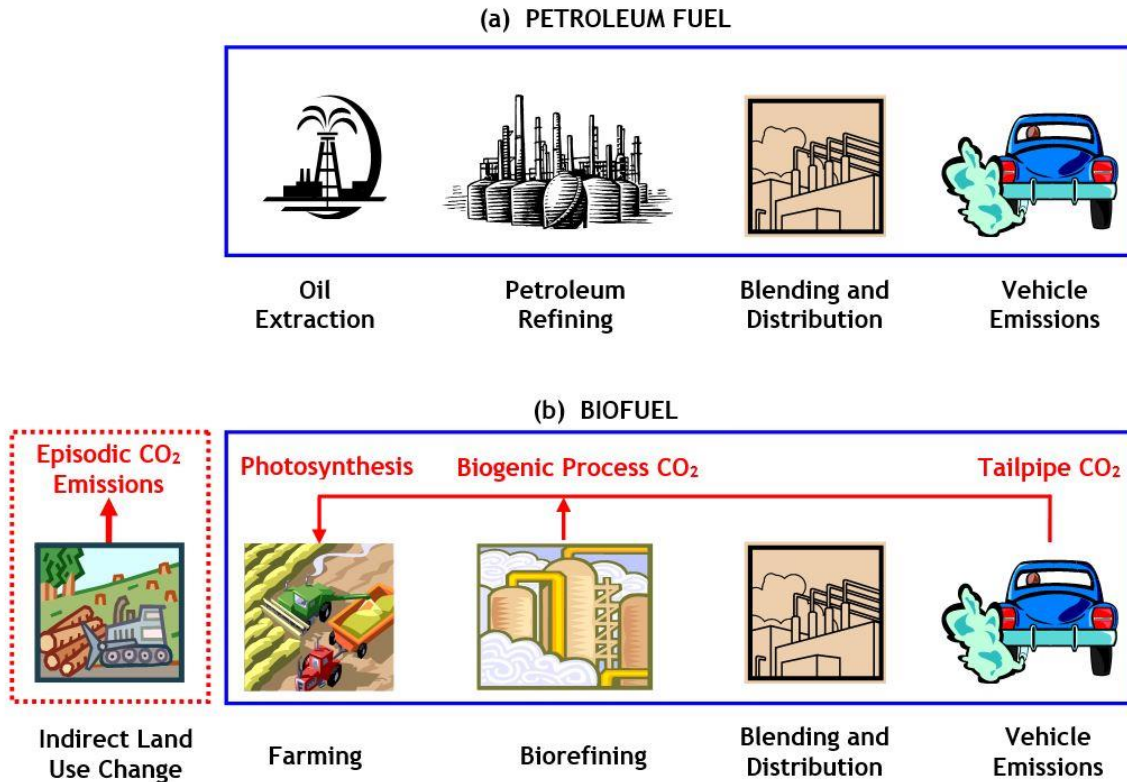 (a) PETROLEUM FUEL
Oil
Extraction
Petroleum
Refining
Blending and
Distribution
Vehicle
Emissions
(b) BIOFUEL
Episodic CO₂
Emissions
Photosynthesis
Biogenic Process CO₂
Tailpipe CO₂
Indirect Land
Use Change
Farming
Biorefining
Blending and
Distribution
Vehicle
Emissions